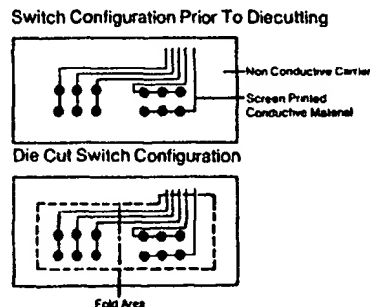 Switch Configuration Prior To Diecutting
Non Conductive Carrier
Screen Printed
Conductive Material
Die Cut Switch Configuration
Fold Area